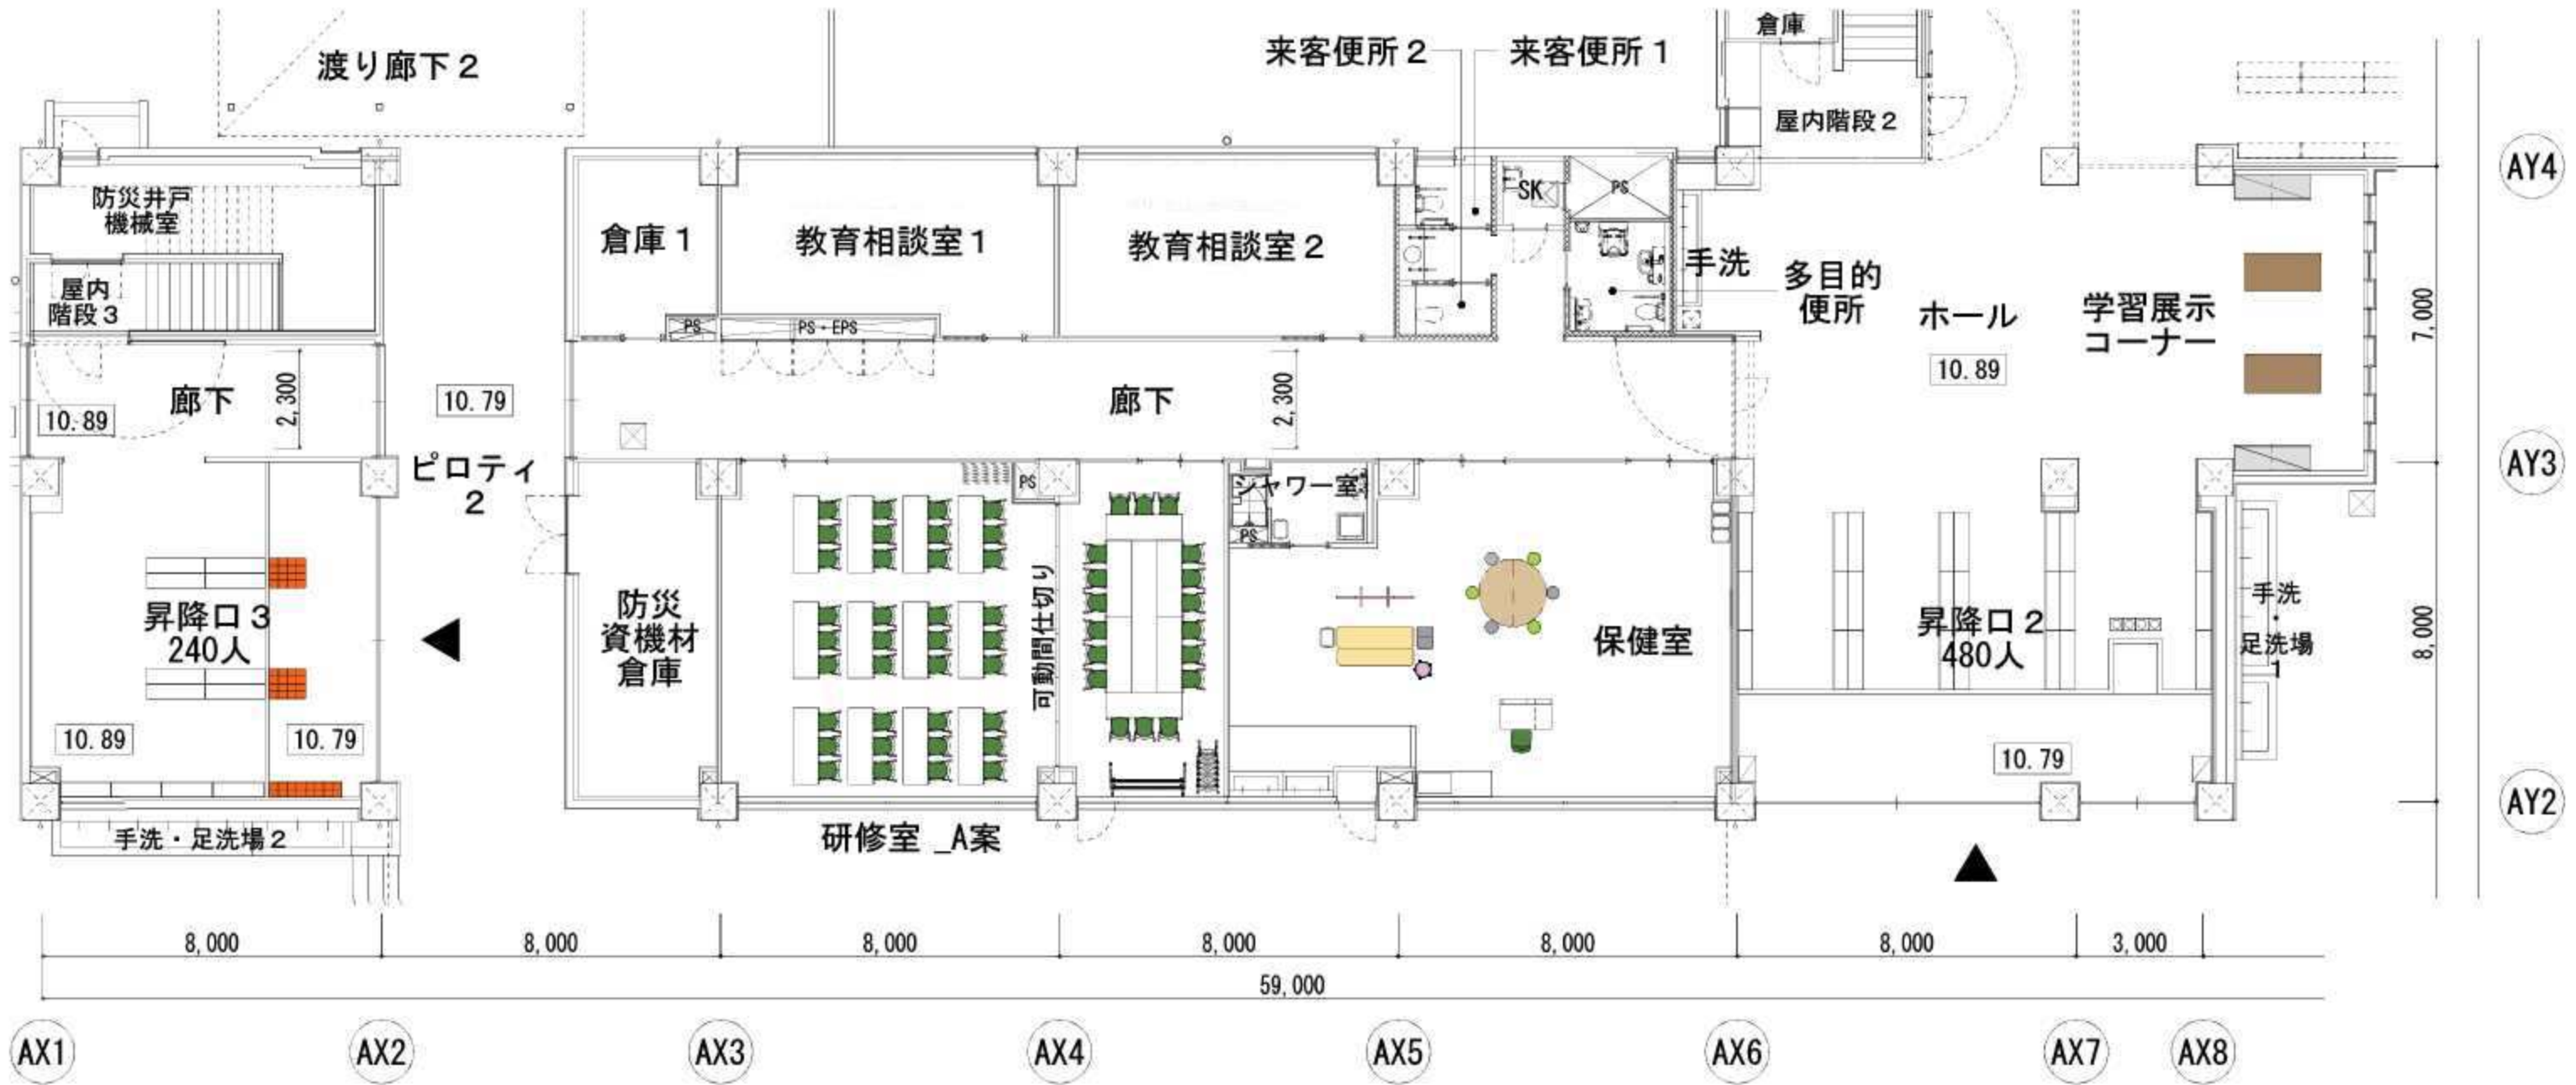 渡り廊下２
来客便所２
来客便所１
倉庫
屋内階段２
AY4
防災井戸
機械室
倉庫１
教育相談室１
教育相談室２
SK
PS
手洗
多目的
便所
ホール
学習展示
コーナー
7,000
屋内
階段３
PS
PS・EPS
10.89
廊下
2,300
10.79
廊下
2,300
10.89
AY3
ピロティ
２
PS
シャワー室
PS
防災
資機材
倉庫
可動間仕切り
保健室
昇降口３
240人
昇降口２
480人
手洗
・
足洗場
１
8,000
10.89
10.79
10.79
AY2
手洗・足洗場２
研修室 _A案
8,000
8,000
8,000
8,000
8,000
8,000
3,000
59,000
AX1
AX2
AX3
AX4
AX5
AX6
AX7
AX8